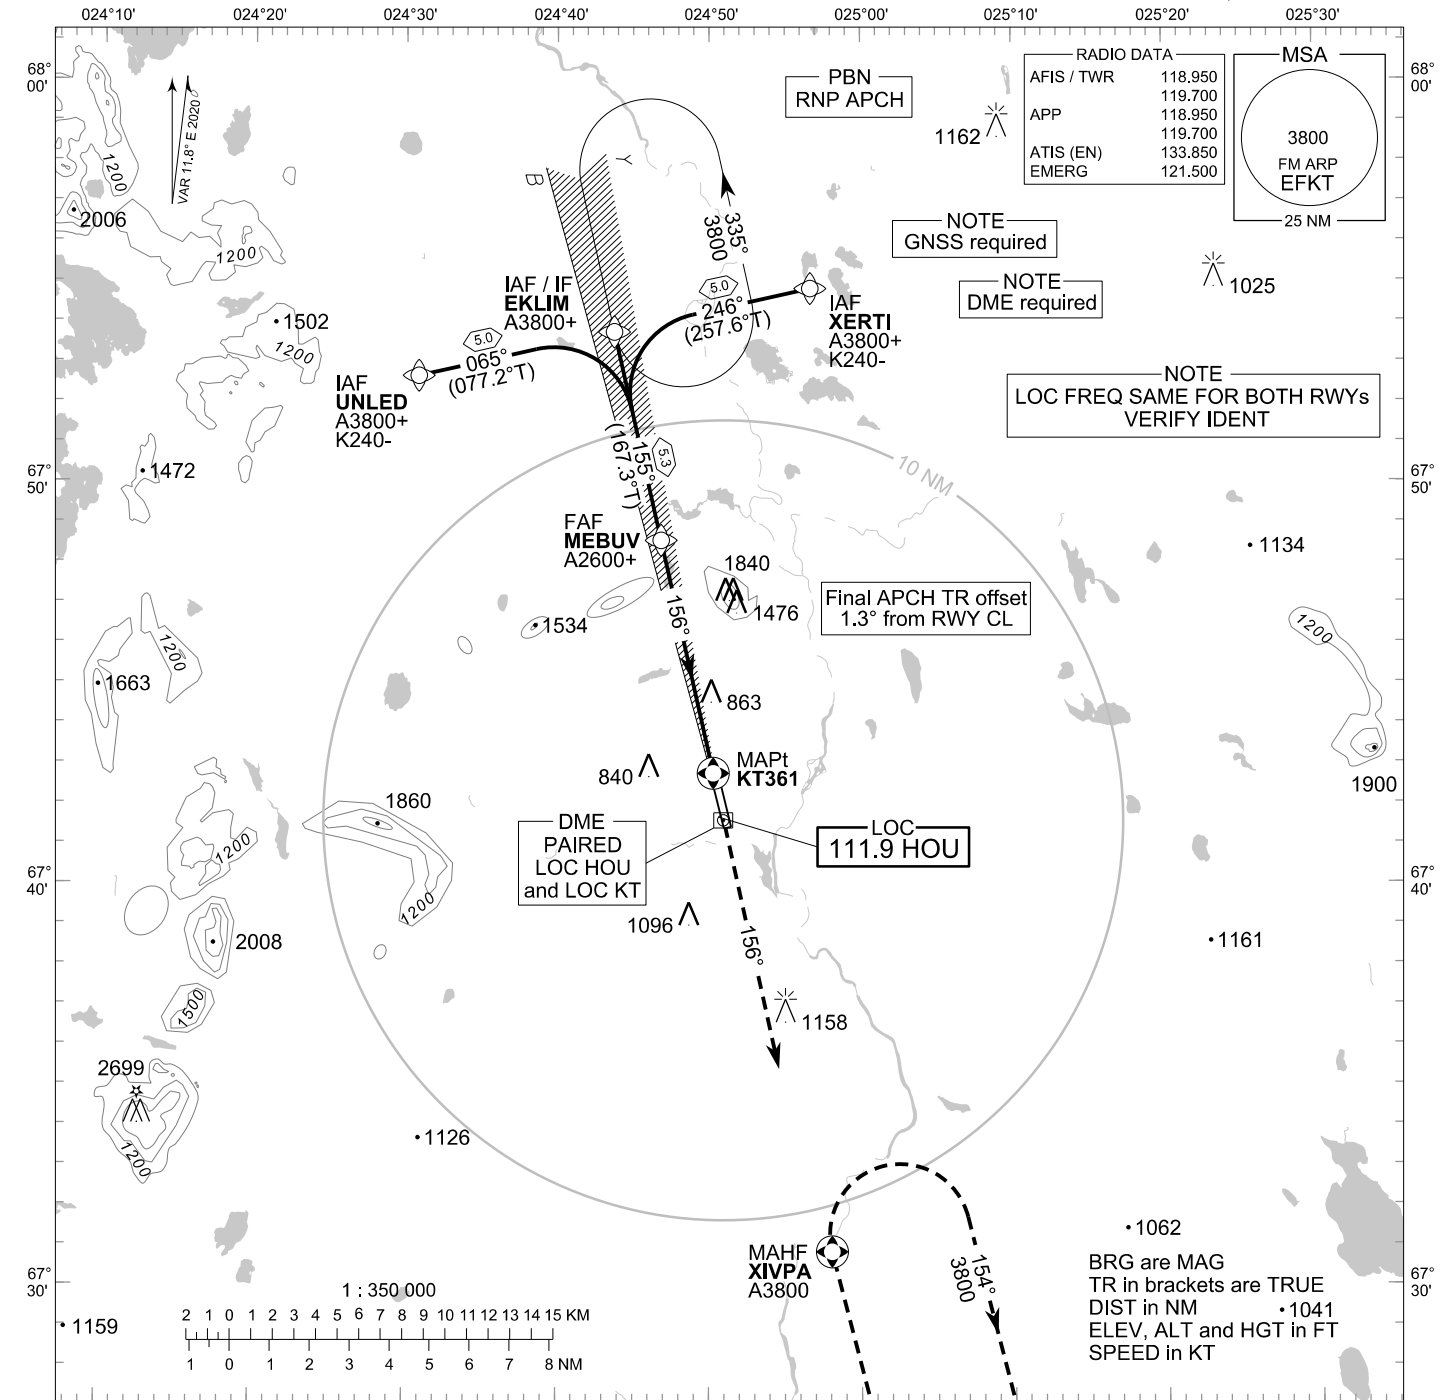 024°10' 024°20' 024°30' 024°40' 024°50' 025°00' 025°10' 025°20' 025°30'
68°
00'
68°
00'
VAR 11.8° E 2020
PBN
RNP APCH
RADIO DATA
AFIS / TWR 118.950
119.700
APP 118.950
119.700
ATIS (EN) 133.850
EMERG 121.500
MSA
3800
FM ARP
EFKT
25 NM
1162
1200
2006
1200
B
Y
335°
3800
NOTE
GNSS required
NOTE
DME required
1025
IAF / IF
EKLIM
A3800+
5.0
246°
(257.6°T)
IAF
XERTI
A3800+
K240-
1502
1200
5.0
065°
(077.2°T)
IAF
UNLED
A3800+
K240-
NOTE
LOC FREQ SAME FOR BOTH RWYs
VERIFY IDENT
155°
(167.3°T)
5.3
10 NM
67°
50'
67°
50'
1472
FAF
MEBUV
A2600+
1134
1840
1476
1534
156°
Final APCH TR offset
1.3° from RWY CL
1200
1200
1663
863
840
MAPt
KT361
1900
1860
DME
PAIRED
LOC HOU
and LOC KT
LOC
111.9 HOU
1200
1200
67°
40'
67°
40'
1096
156°
2008
1161
1500
1158
2699
1200
1126
MAHF
XIVPA
A3800
154°
3800
1062
67°
30'
67°
30'
BRG are MAG
TR in brackets are TRUE
DIST in NM
1041
ELEV, ALT and HGT in FT
SPEED in KT
1159
1 : 350 000
2 1 0 1 2 3 4 5 6 7 8 9 10 11 12 13 14 15 KM
1 0 1 2 3 4 5 6 7 8 NM